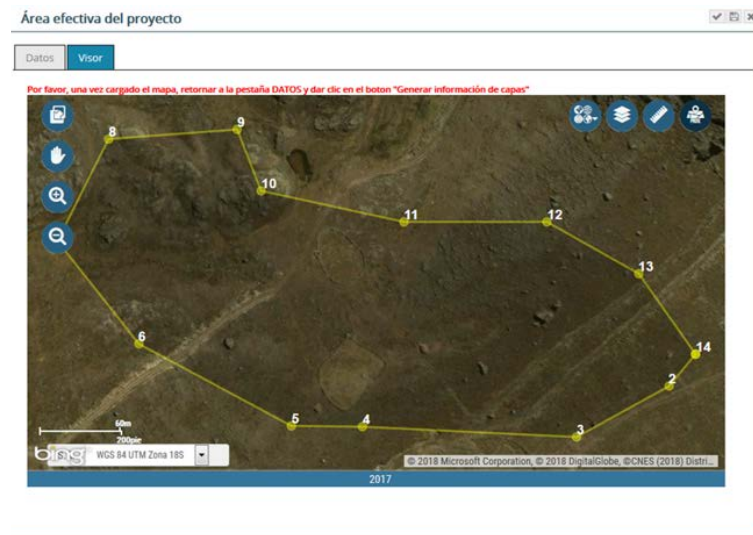 Área efectiva del proyecto
Datos
Visor
Por favor, una vez cargado el mapa, retornar a la pestaña DATOS y dar clic en el boton "Generar información de capas"
8
9
10
11
12
13
14
6
5
4
3
2
60m
200pie
bing
WGS 84 UTM Zona 18S
© 2018 Microsoft Corporation, © 2018 DigitalGlobe, ©CNES (2018) Distri...
2017